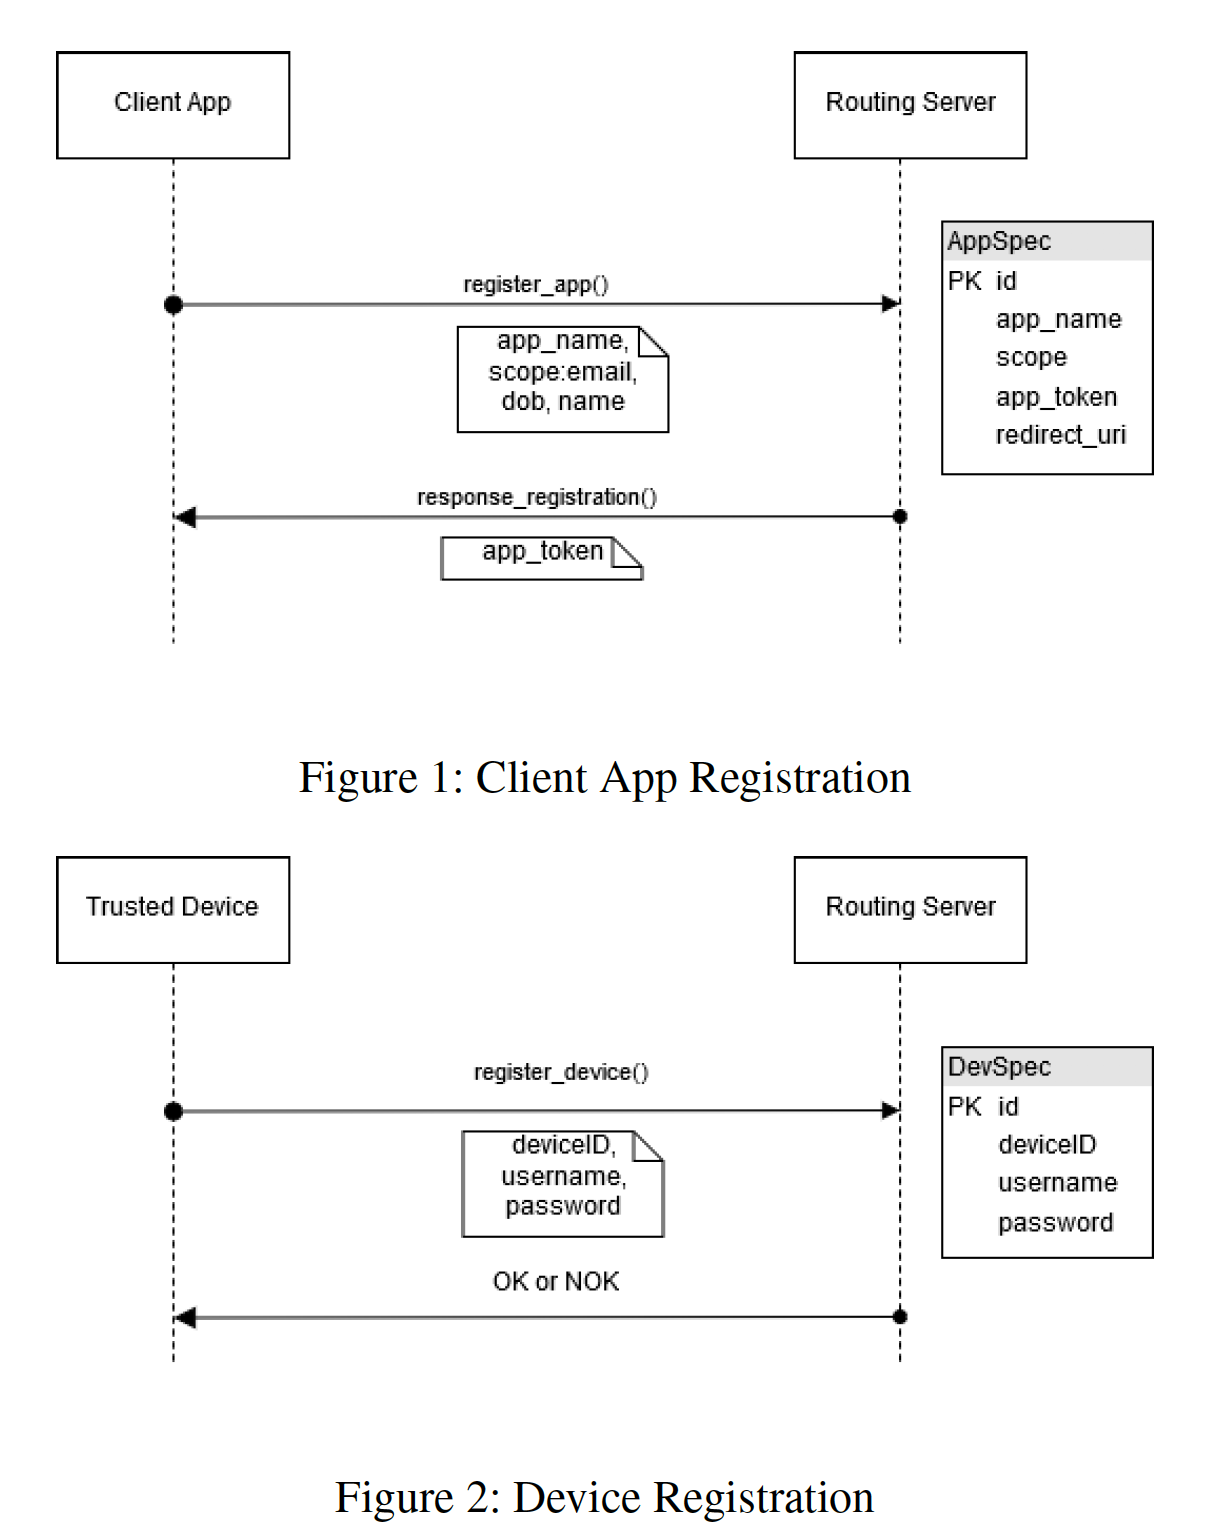 Client App
Routing Server
AppSpec
PK id
app_name
scope
app_token
redirect_uri
register_app()
app_name,
scope:email,
dob, name
response_registration()
app_token
Figure 1: Client App Registration
Trusted Device
Routing Server
DevSpec
PK id
deviceID
username
password
register_device()
deviceID,
username,
password
OK or NOK
Figure 2: Device Registration